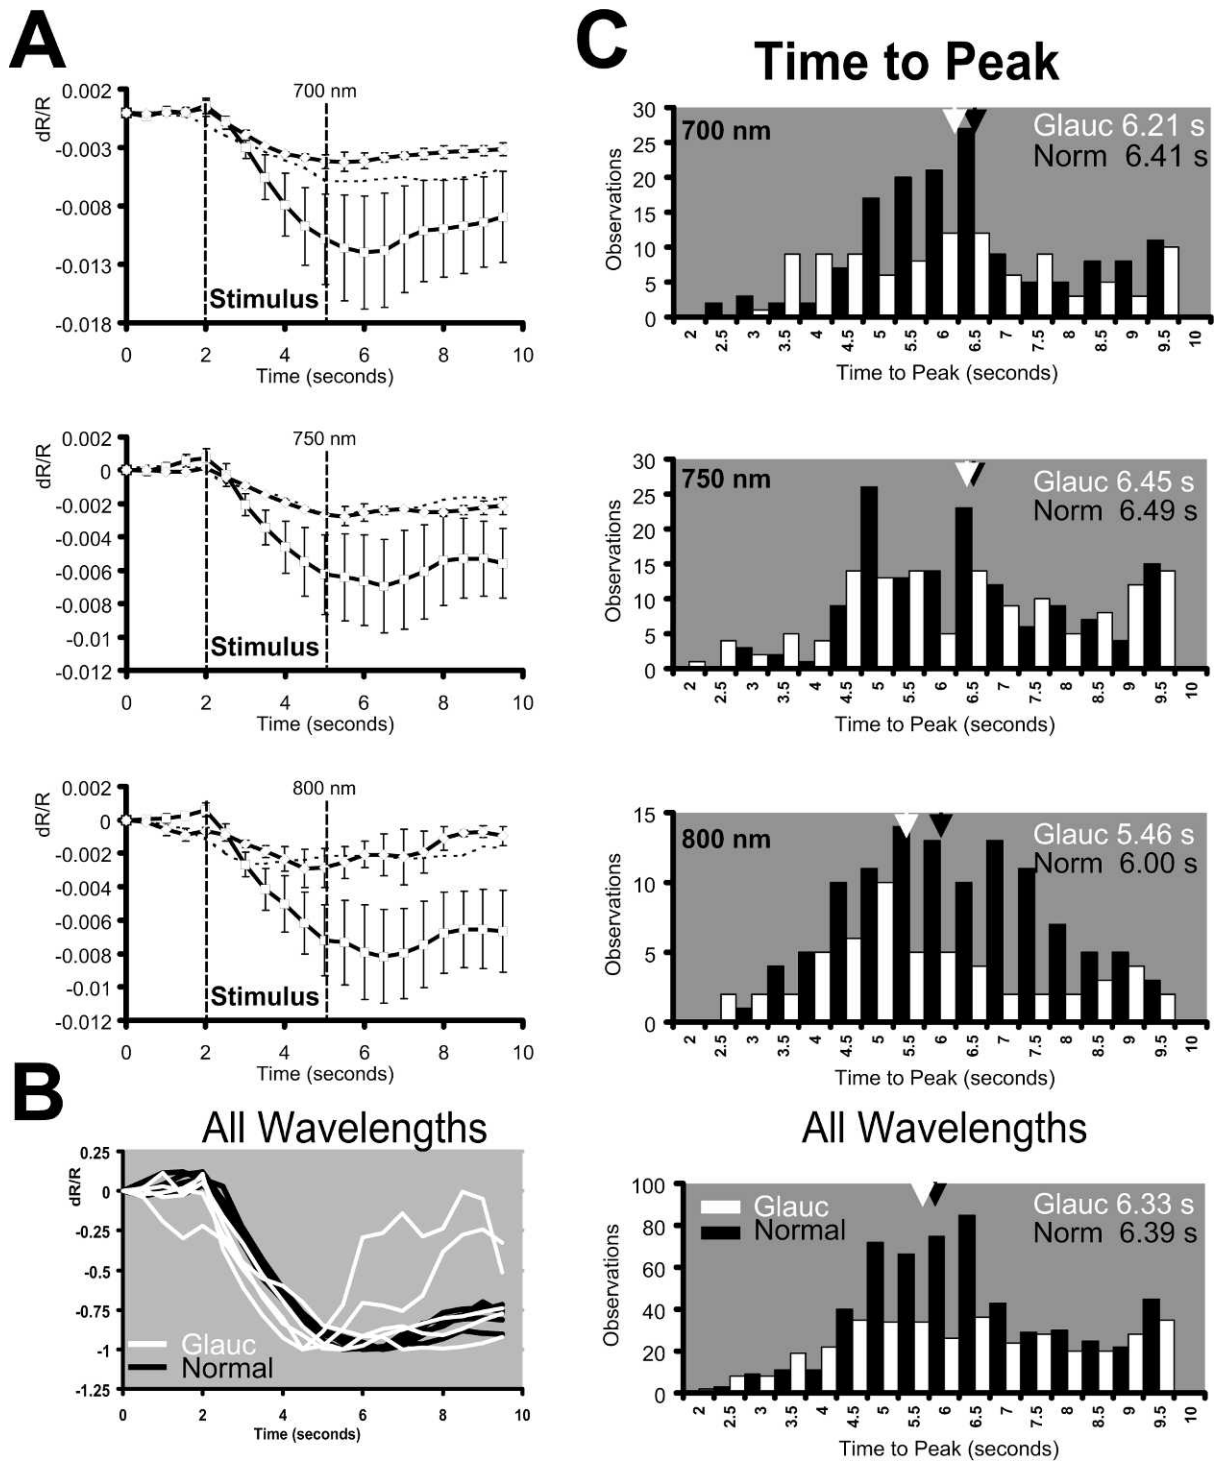 A
0.002
-0.003
-0.008
-0.013
-0.018
dR/R
700 nm
Stimulus
0 2 4 6 8 10
Time (seconds)
0.002
0
-0.002
-0.004
-0.006
-0.008
-0.01
-0.012
dR/R
750 nm
Stimulus
0 2 4 6 8 10
Time (seconds)
0.002
0
-0.002
-0.004
-0.006
-0.008
-0.01
-0.012
dR/R
800 nm
Stimulus
0 2 4 6 8 10
Time (seconds)
B
All Wavelengths
0.25
0
-0.25
-0.5
-0.75
-1
-1.25
dR/R
Glauc
Normal
0 2 4 6 8 10
Time (seconds)
C
Time to Peak
30
25
20
15
10
5
0
Observations
700 nm
Glauc 6.21 s
Norm 6.41 s
2 2.5 3 3.5 4 4.5 5 5.5 6 6.5 7 7.5 8 8.5 9 9.5 10
Time to Peak (seconds)
30
25
20
15
10
5
0
Observations
750 nm
Glauc 6.45 s
Norm 6.49 s
2 2.5 3 3.5 4 4.5 5 5.5 6 6.5 7 7.5 8 8.5 9 9.5 10
Time to Peak (seconds)
15
10
5
0
Observations
800 nm
Glauc 5.46 s
Norm 6.00 s
2 2.5 3 3.5 4 4.5 5 5.5 6 6.5 7 7.5 8 8.5 9 9.5 10
Time to Peak (seconds)
All Wavelengths
100
80
60
40
20
0
Observations
Glauc
Normal
Glauc 6.33 s
Norm 6.39 s
2 2.5 3 3.5 4 4.5 5 5.5 6 6.5 7 7.5 8 8.5 9 9.5 10
Time to Peak (seconds)